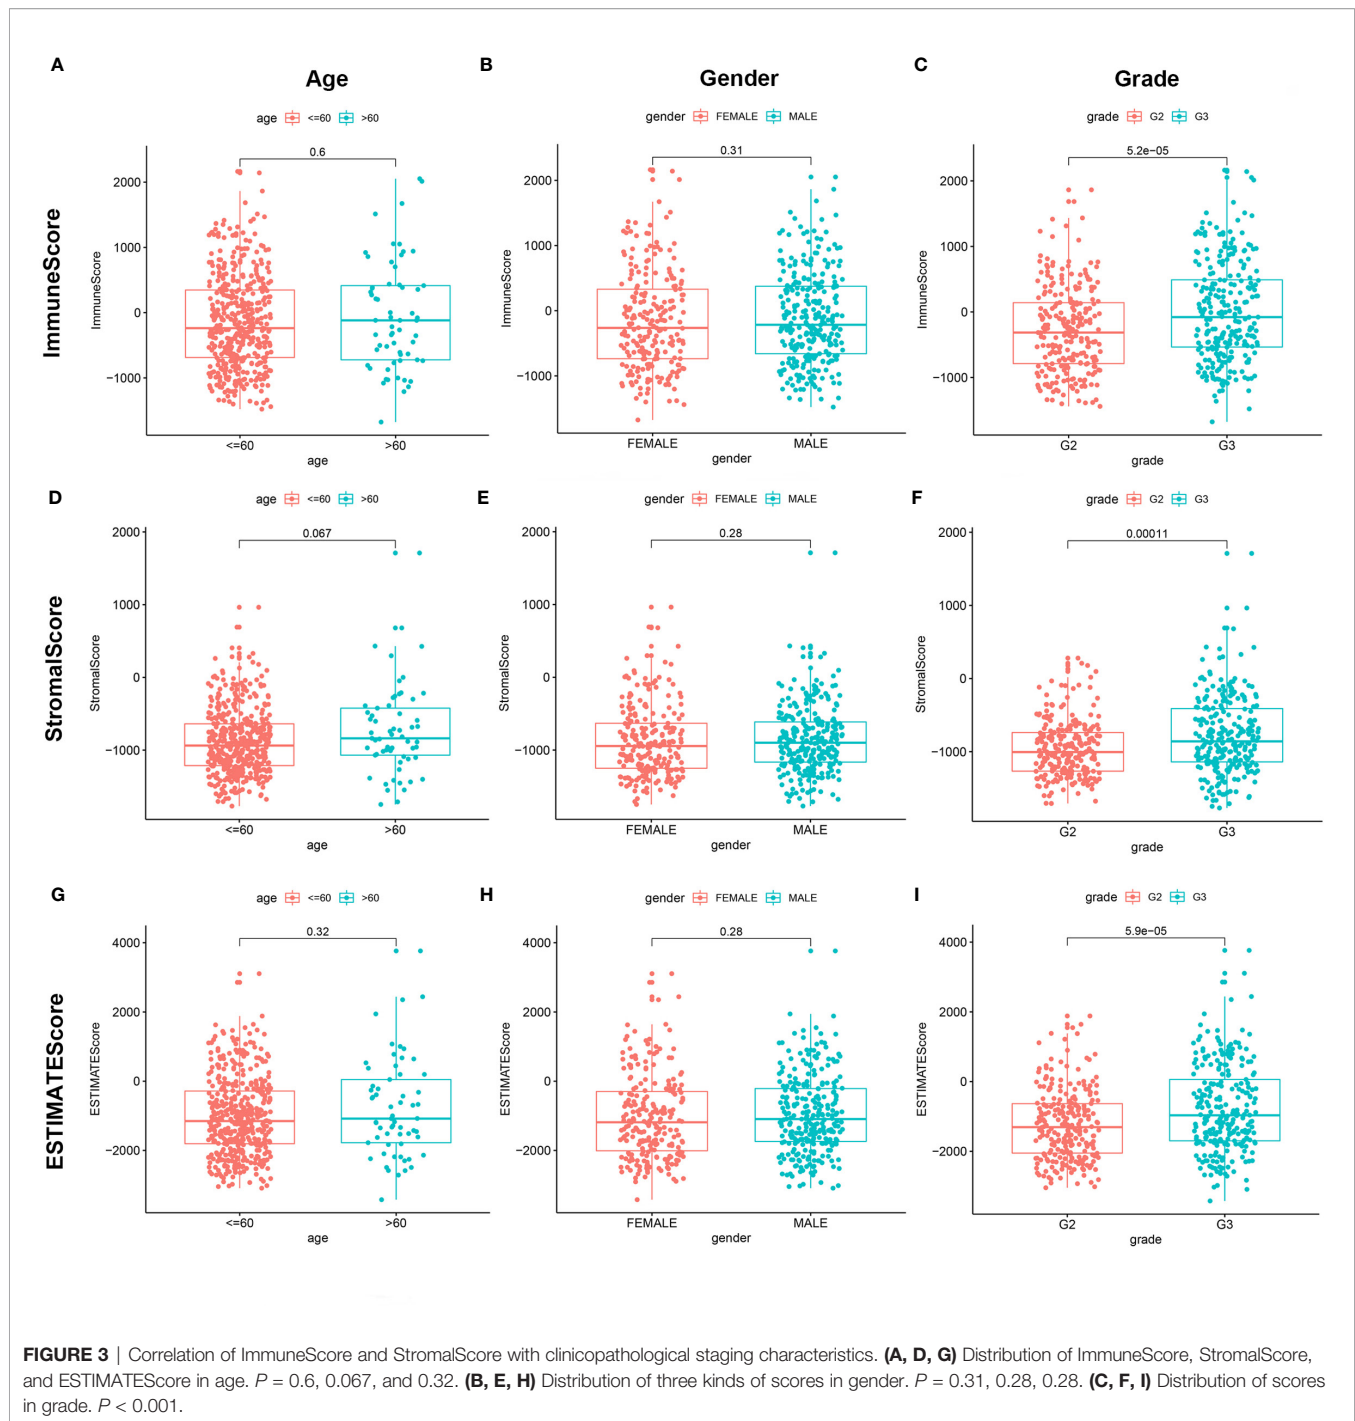 A
Age
age <=60 >60
0.6
2000
1000
0
−1000
ImmuneScore
ImmuneScore
<=60 >60
age
B
Gender
gender FEMALE MALE
0.31
2000
1000
0
−1000
ImmuneScore
FEMALE MALE
gender
C
Grade
grade G2 G3
5.2e−05
2000
1000
0
−1000
ImmuneScore
G2 G3
grade
D
age <=60 >60
0.067
2000
1000
0
−1000
StromalScore
StromalScore
<=60 >60
age
E
gender FEMALE MALE
0.28
2000
1000
0
−1000
StromalScore
FEMALE MALE
gender
F
grade G2 G3
0.00011
2000
1000
0
−1000
StromalScore
G2 G3
grade
G
age <=60 >60
0.32
4000
2000
0
−2000
ESTIMATEScore
ESTIMATEScore
<=60 >60
age
H
gender FEMALE MALE
0.28
4000
2000
0
−2000
ESTIMATEScore
FEMALE MALE
gender
I
grade G2 G3
5.9e−05
4000
2000
0
−2000
ESTIMATEScore
G2 G3
grade
FIGURE 3 | Correlation of ImmuneScore and StromalScore with clinicopathological staging characteristics. (A, D, G) Distribution of ImmuneScore, StromalScore,
and ESTIMATEScore in age. P = 0.6, 0.067, and 0.32. (B, E, H) Distribution of three kinds of scores in gender. P = 0.31, 0.28, 0.28. (C, F, I) Distribution of scores
in grade. P < 0.001.